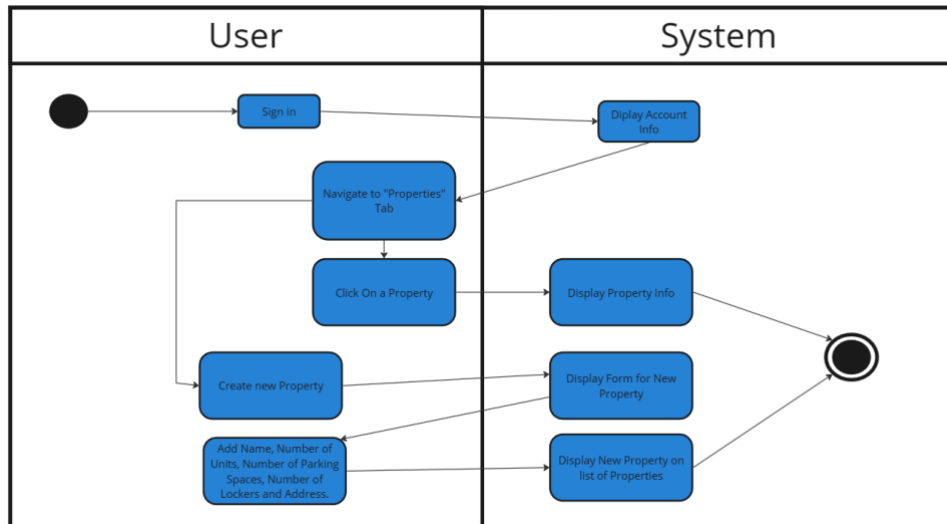 User
System
Sign in
Diplay Account
Info
Navigate to "Properties"
Tab
Click On a Property
Display Property Info
Create new Property
Display Form for New
Property
Add Name, Number of
Units, Number of Parking
Spaces, Number of
Lockers and Address.
Display New Property on
list of Properties